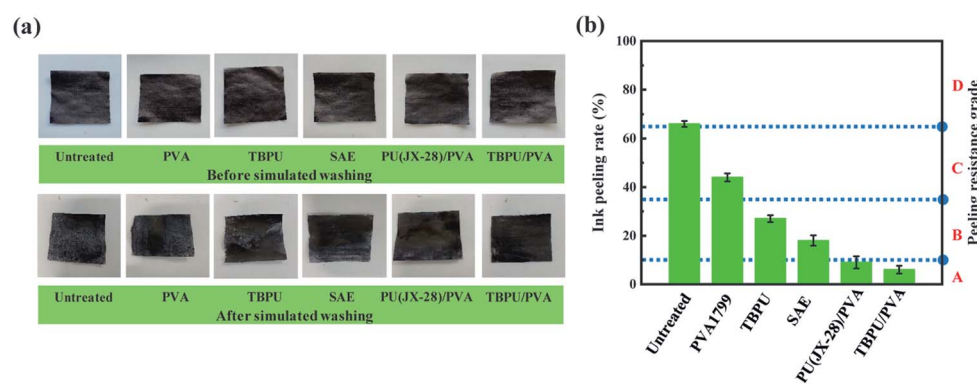 (a)
Untreated PVA TBPU SAE PU(JX-28)/PVA TBPU/PVA
Before simulated washing
Untreated PVA TBPU SAE PU(JX-28)/PVA TBPU/PVA
After simulated washing
(b)
Ink peeling rate (%)
100
80
60
40
20
0
D
C
B
A
Peeling resistance grade
Untreated
PVA1799
TBPU
SAE
PU(JX-28)/PVA
TBPU/PVA